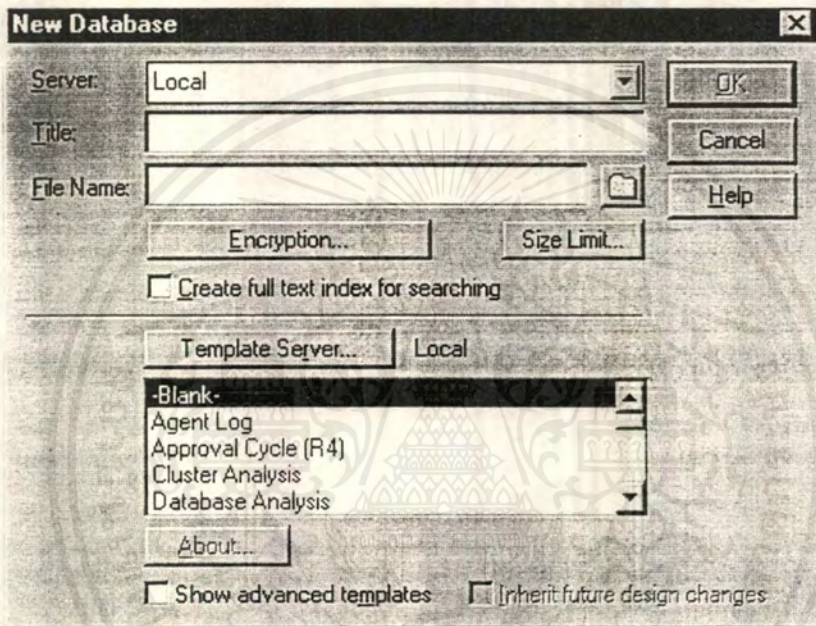 New Database
Server: Local
OK
Title:
Cancel
File Name:
Help
Encryption... Size Limit...
Create full text index for searching
Template Server... Local
-Blank-
Agent Log
Approval Cycle (R4)
Cluster Analysis
Database Analysis
About...
Show advanced templates Inherit future design changes